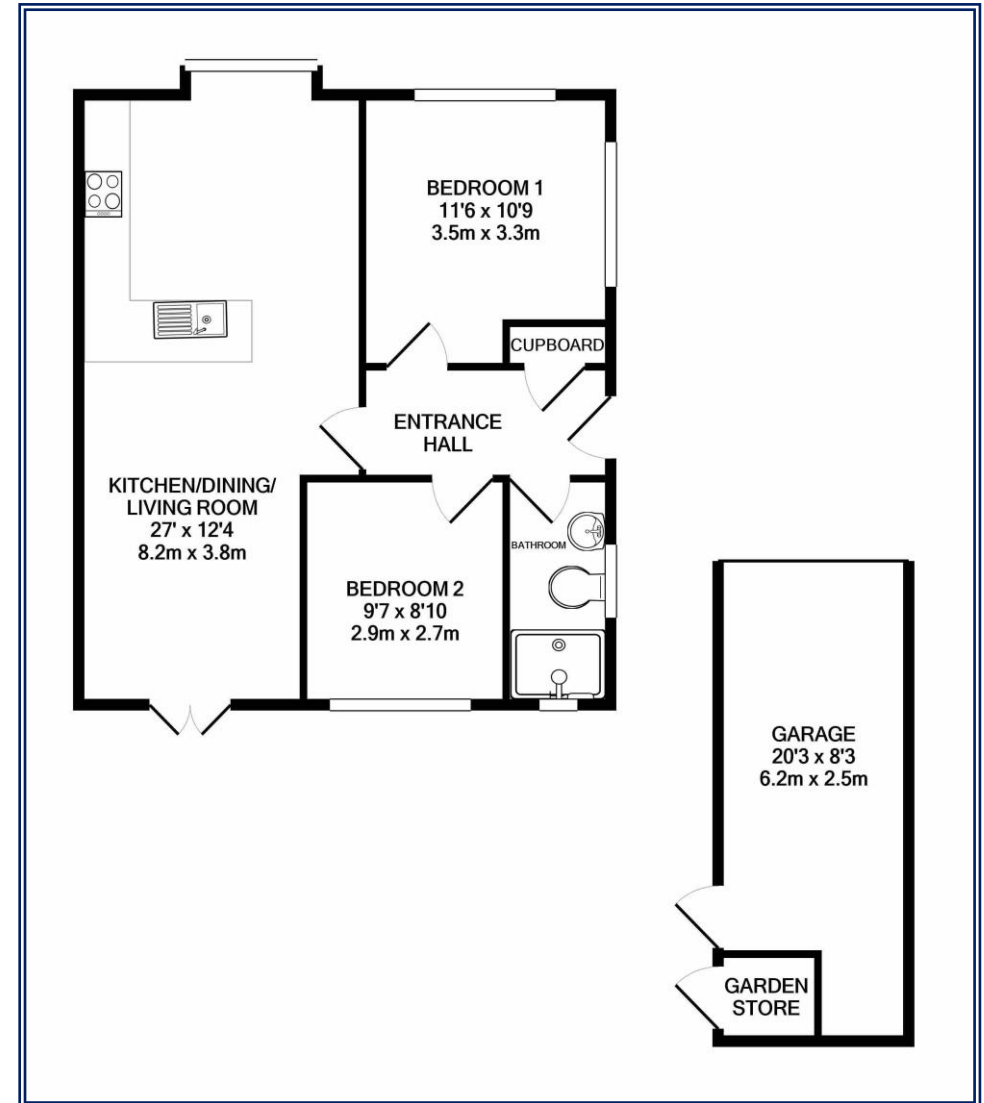 BEDROOM 1
11'6 x 10'9
3.5m x 3.3m
CUPBOARD
ENTRANCE
HALL
KITCHEN/DINING/
LIVING ROOM
27' x 12'4
8.2m x 3.8m
BATHROOM
BEDROOM 2
9'7 x 8'10
2.9m x 2.7m
GARAGE
20'3 x 8'3
6.2m x 2.5m
GARDEN
STORE